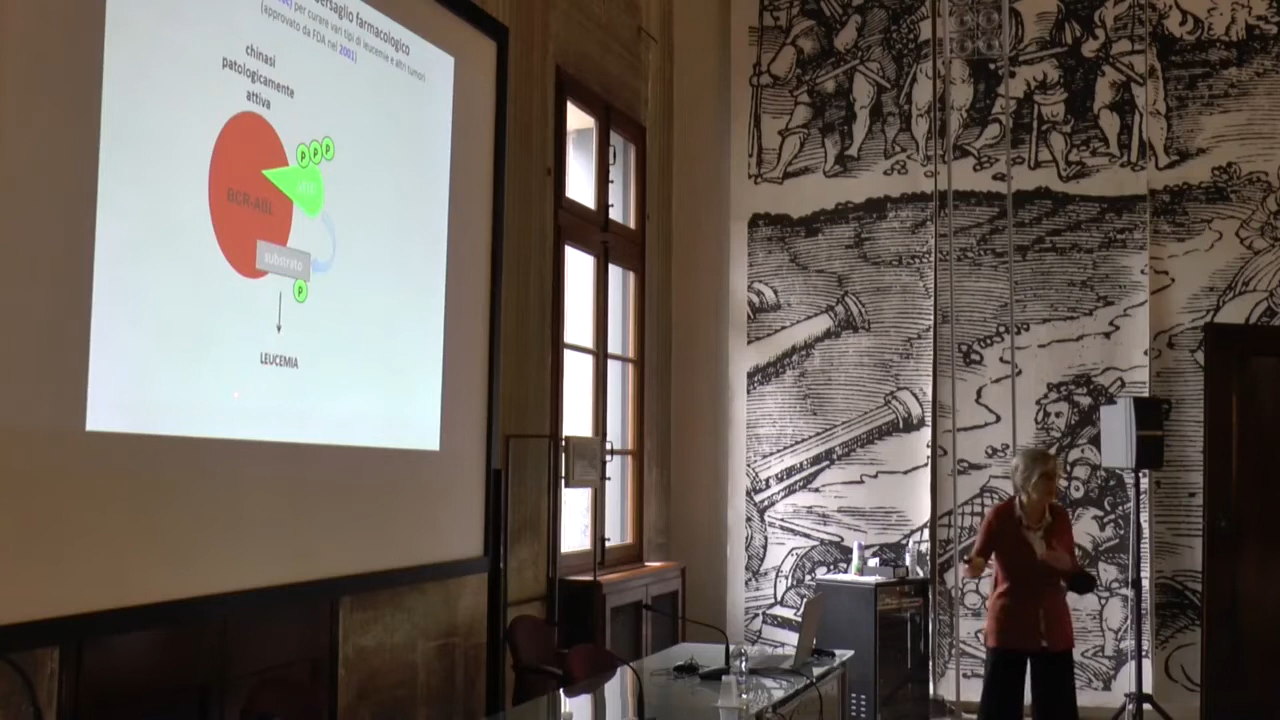 bersaglio farmacologico
per curare vari tipi di leucemie e altri tumori
(approvato da FDA nel 2001)
chinasi
patologicamente
attiva
P P P
ATP
BCR-ABL
substrato
P
LEUCEMIA